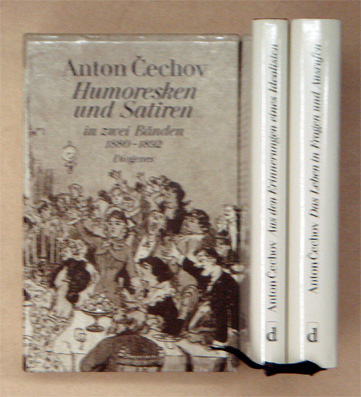 Anton Čechov
Humoresken
und Satiren
in zwei Bänden
1880–1892
Diogenes
Anton Čechov Aus den Erinnerungen eines Idealisten
Anton Čechov Das Leben in Fragen und Ausrufen